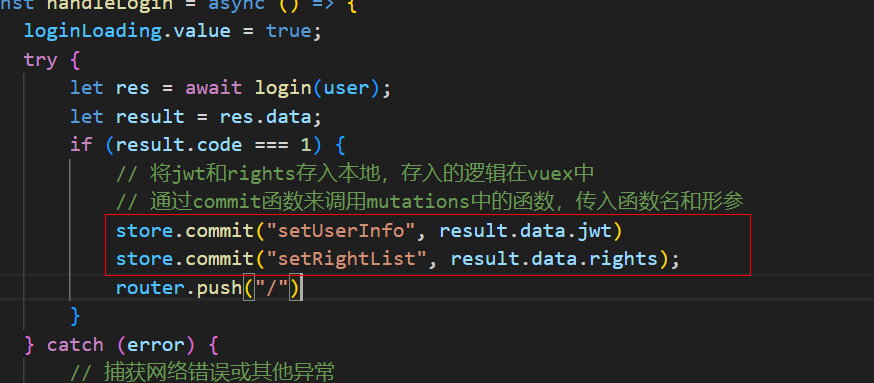 nst handleLogin = async () => {
loginLoading.value = true;
try {
let res = await login(user);
let result = res.data;
if (result.code === 1) {
// 将jwt和rights存入本地，存入的逻辑在vuex中
// 通过commit函数来调用mutations中的函数，传入函数名和形参
store.commit("setUserInfo", result.data.jwt)
store.commit("setRightList", result.data.rights);
router.push("/")
}
} catch (error) {
// 捕获网络错误或其他异常